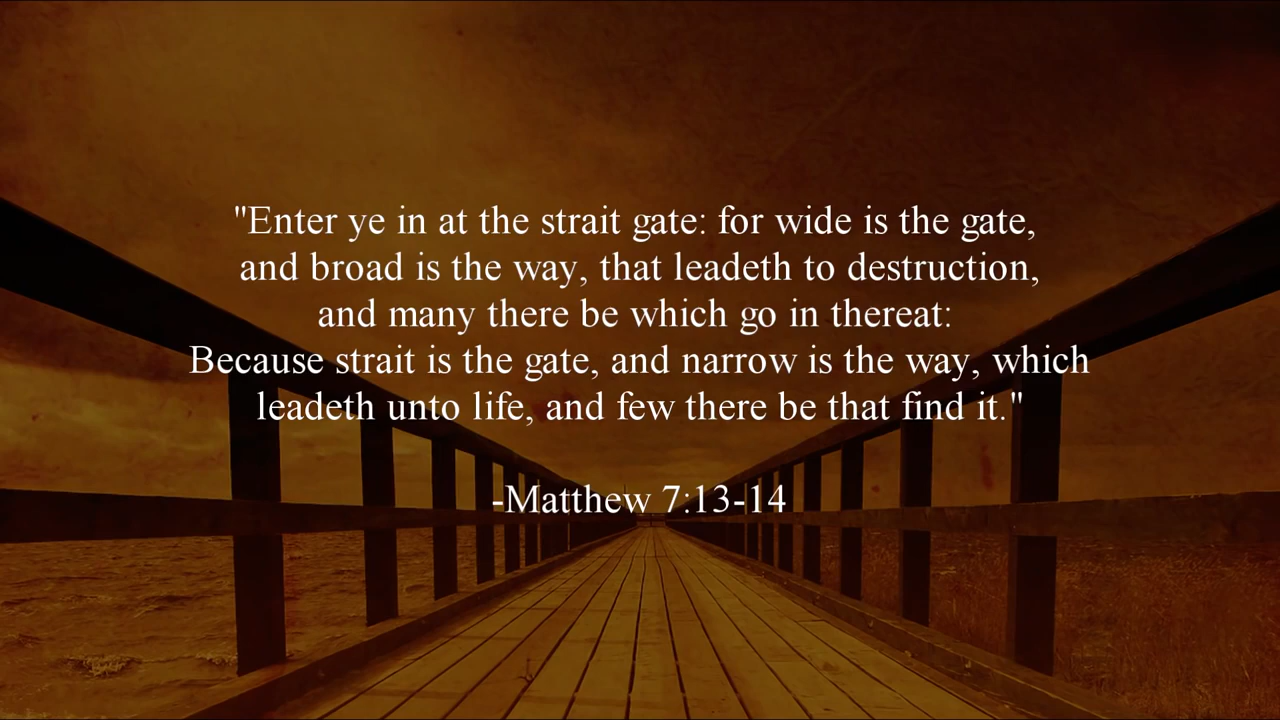 "Enter ye in at the strait gate: for wide is the gate,
and broad is the way, that leadeth to destruction,
and many there be which go in thereat:
Because strait is the gate, and narrow is the way, which
leadeth unto life, and few there be that find it."
-Matthew 7:13-14